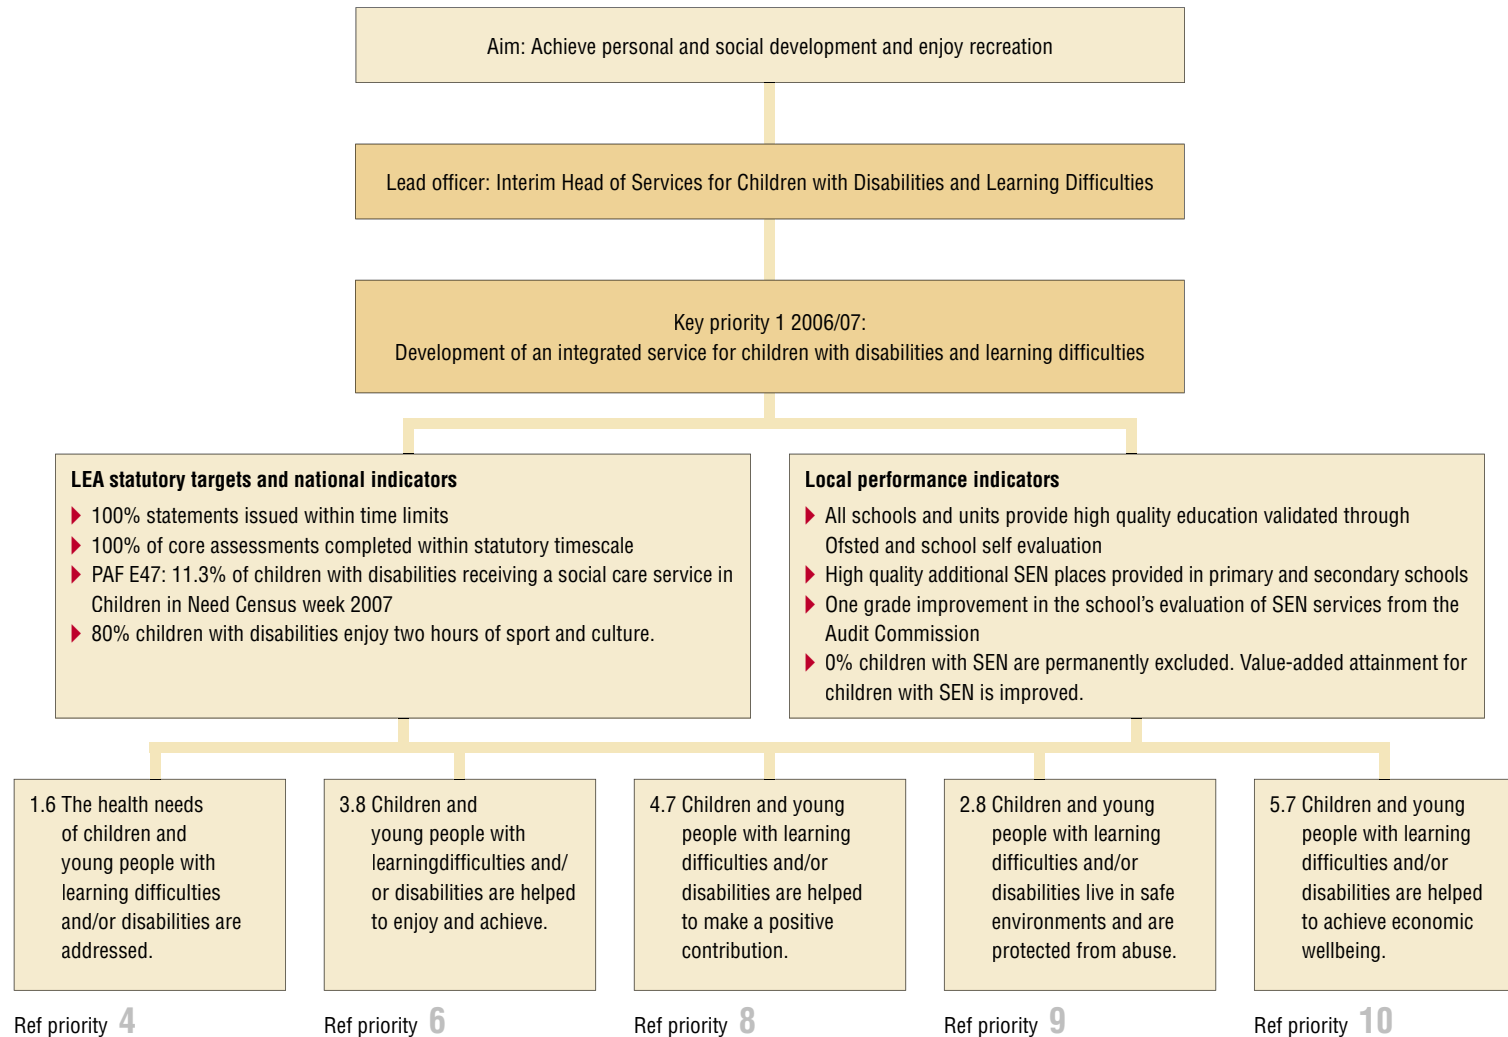 Aim: Achieve personal and social development and enjoy recreation
Lead officer: Interim Head of Services for Children with Disabilities and Learning Difficulties
Key priority 1 2006/07:
Development of an integrated service for children with disabilities and learning difficulties
LEA statutory targets and national indicators
100% statements issued within time limits
100% of core assessments completed within statutory timescale
PAF E47: 11.3% of children with disabilities receiving a social care service in
Children in Need Census week 2007
80% children with disabilities enjoy two hours of sport and culture.
Local performance indicators
All schools and units provide high quality education validated through
Ofsted and school self evaluation
High quality additional SEN places provided in primary and secondary schools
One grade improvement in the school's evaluation of SEN services from the
Audit Commission
0% children with SEN are permanently excluded. Value-added attainment for
children with SEN is improved.
1.6 The health needs
of children and
young people with
learning difficulties
and/or disabilities are
addressed.
Ref priority 4
3.8 Children and
young people with
learningdifficulties and/
or disabilities are helped
to enjoy and achieve.
Ref priority 6
4.7 Children and young
people with learning
difficulties and/or
disabilities are helped
to make a positive
contribution.
Ref priority 8
2.8 Children and young
people with learning
difficulties and/or
disabilities live in safe
environments and are
protected from abuse.
Ref priority 9
5.7 Children and young
people with learning
difficulties and/or
disabilities are helped
to achieve economic
wellbeing.
Ref priority 10